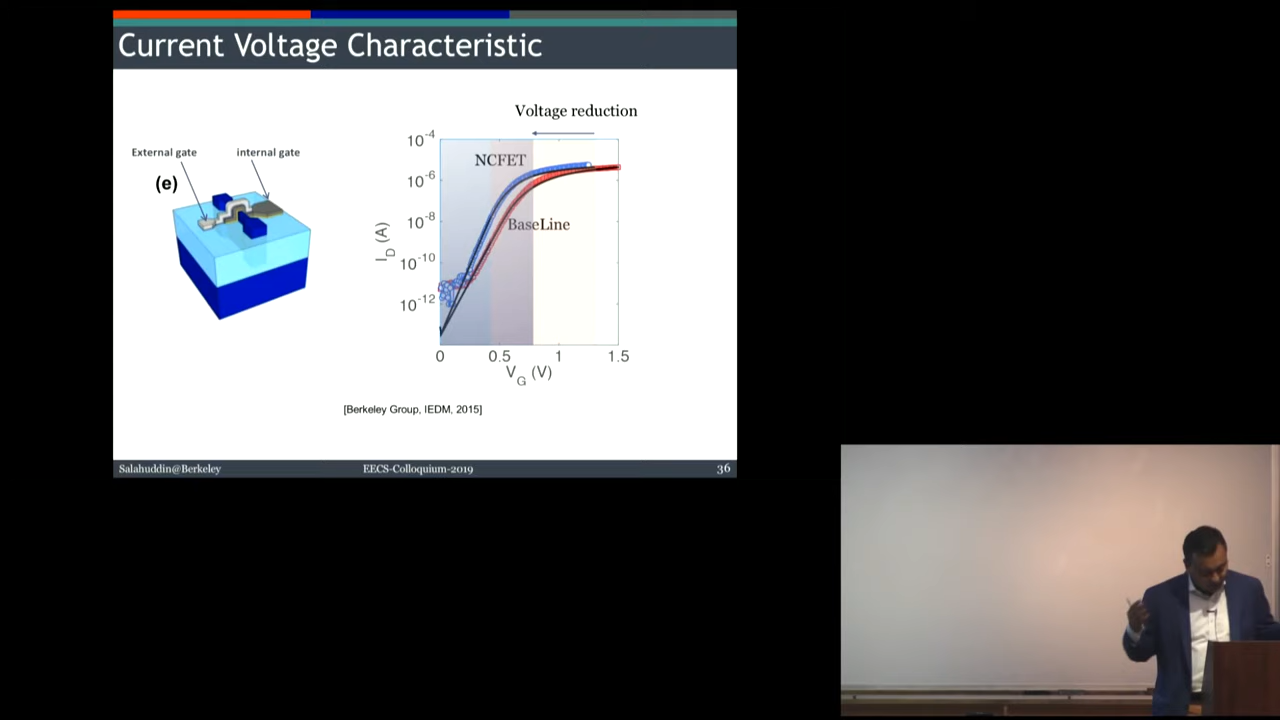 Current Voltage Characteristic
Voltage reduction
External gate
internal gate
(e)
NCFET
BaseLine
I_D (A)
10^-4
10^-6
10^-8
10^-10
10^-12
0
0.5
1
1.5
V_G (V)
[Berkeley Group, IEDM, 2015]
Salahuddin@Berkeley
EECS-Colloquium-2019
36